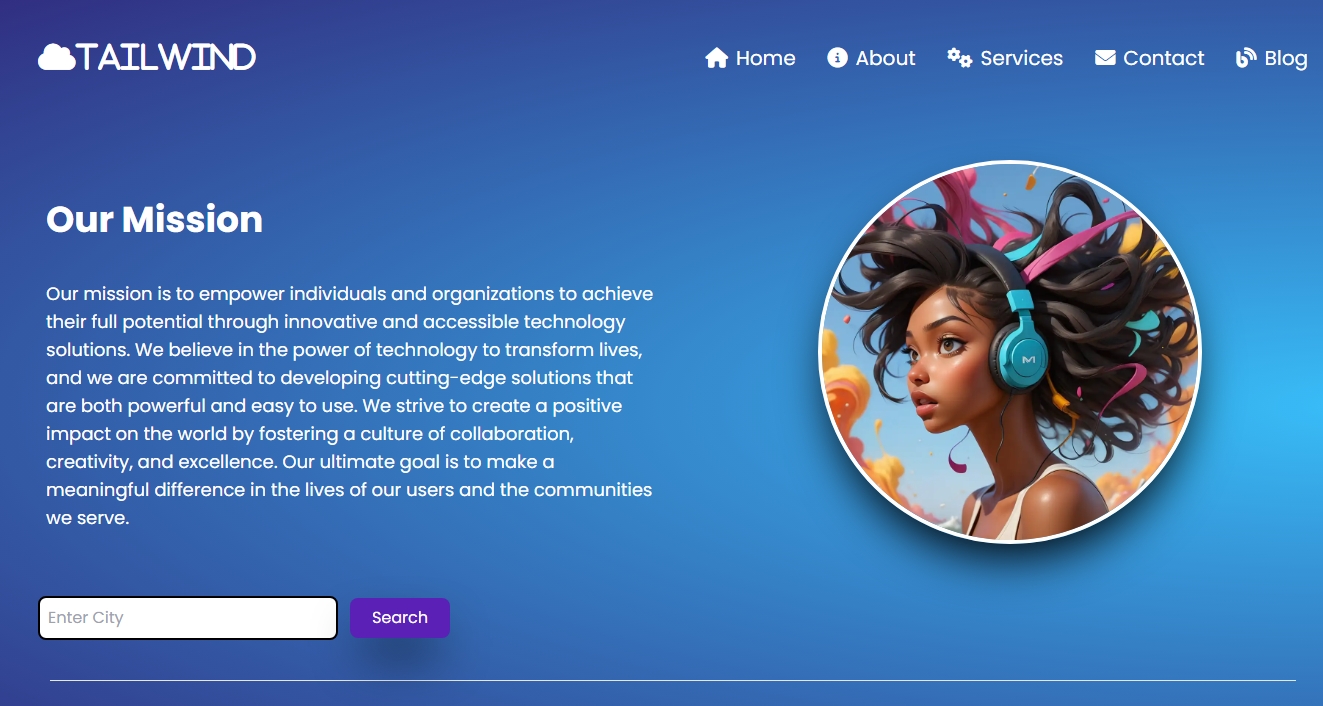 TAILWIND
Home About Services Contact Blog
Our Mission
Our mission is to empower individuals and organizations to achieve
their full potential through innovative and accessible technology
solutions. We believe in the power of technology to transform lives,
and we are committed to developing cutting-edge solutions that
are both powerful and easy to use. We strive to create a positive
impact on the world by fostering a culture of collaboration,
creativity, and excellence. Our ultimate goal is to make a
meaningful difference in the lives of our users and the communities
we serve.
Enter City
Search